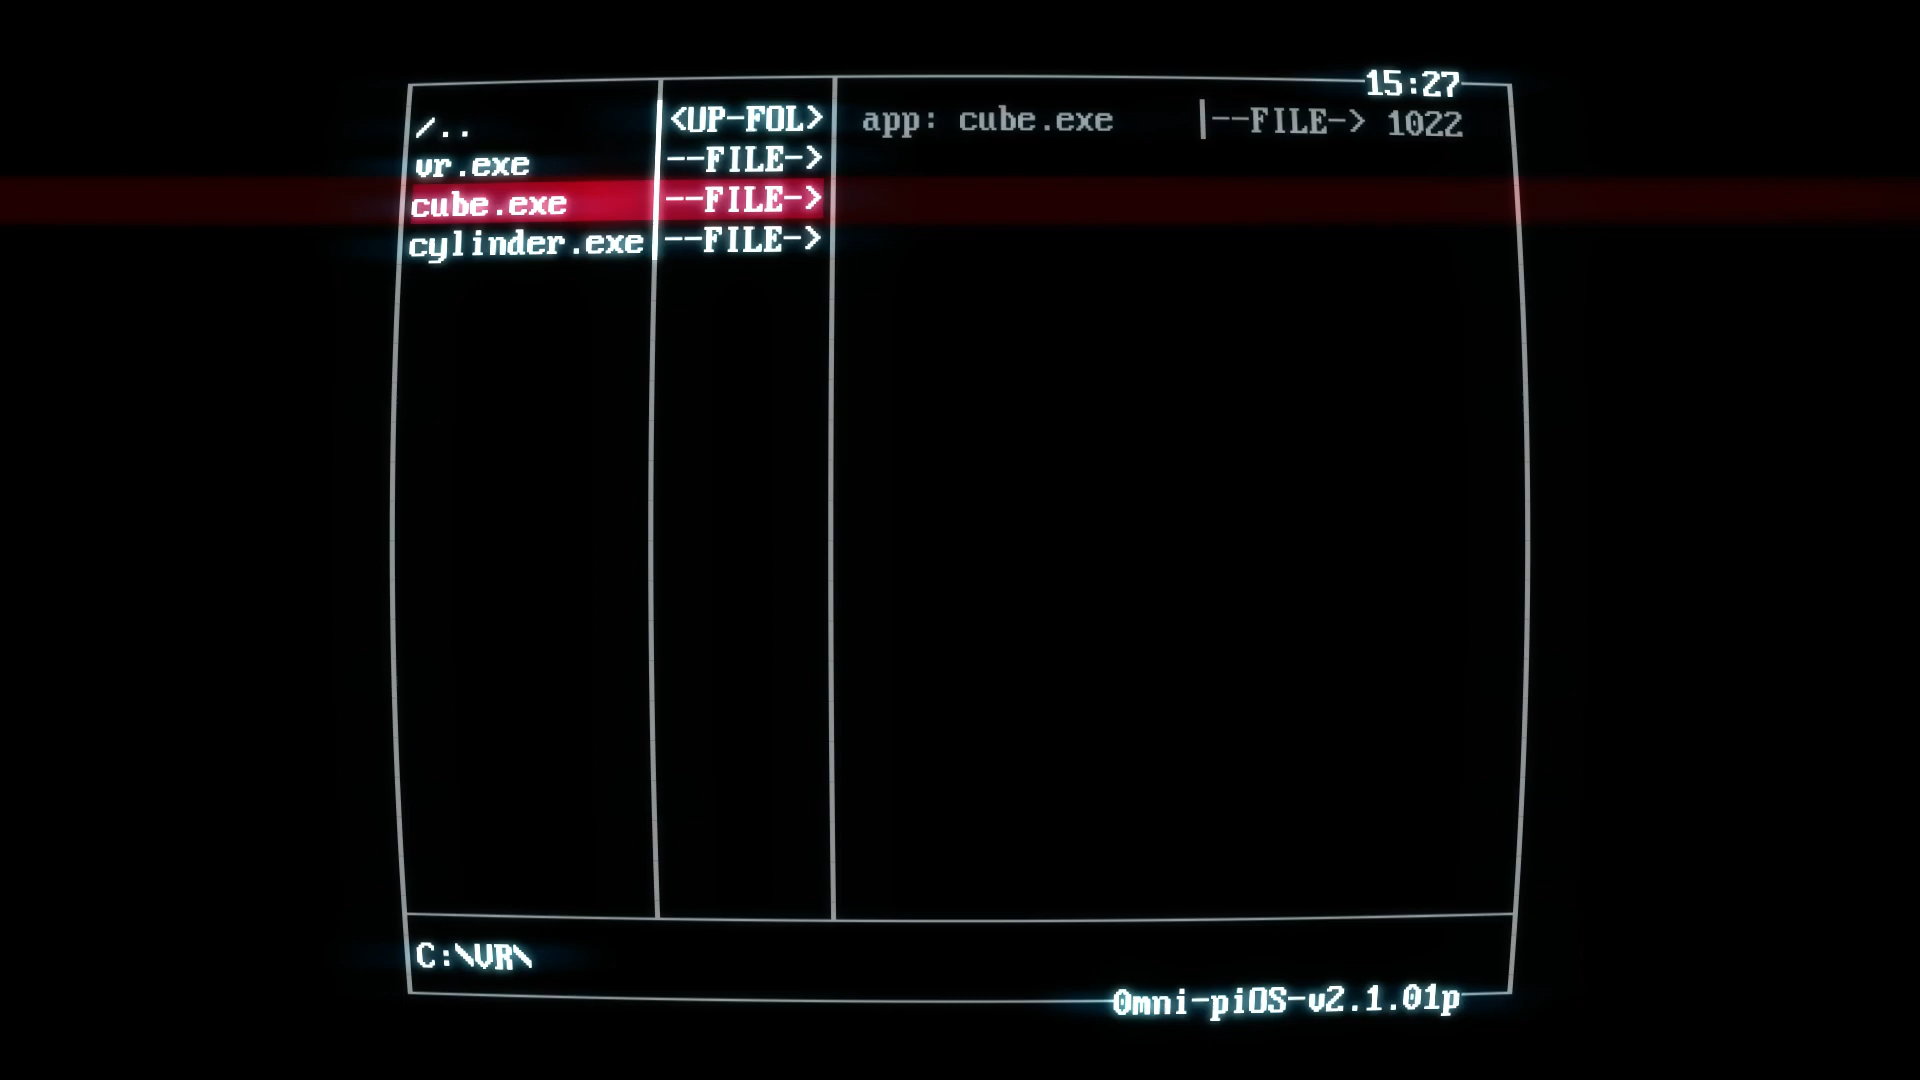 15:27
/.. <UP-FOL> app: cube.exe |--FILE-> 1022
vr.exe --FILE->
cube.exe --FILE->
cylinder.exe --FILE->
C:\VR\
0mni-piOS-v2.1.01p